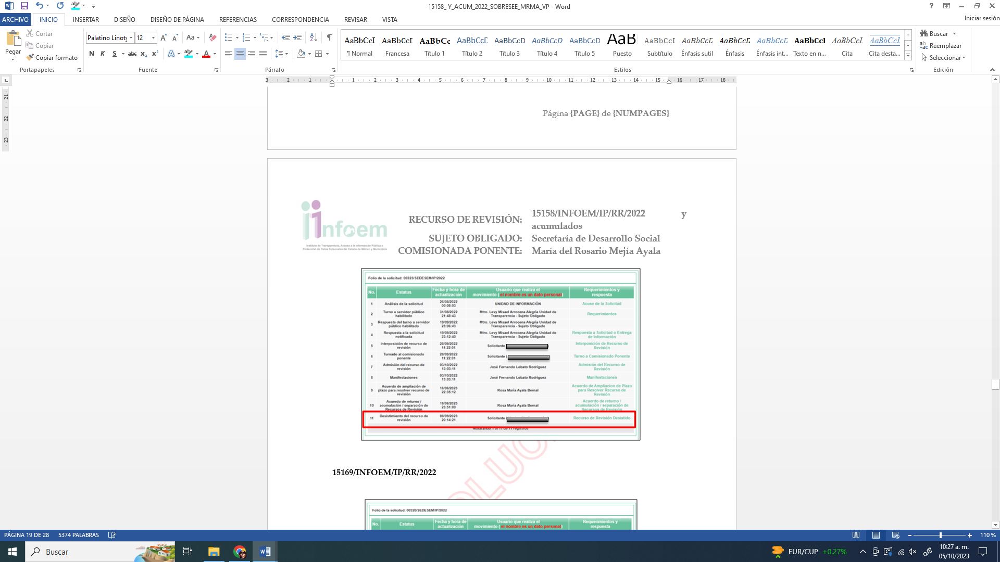 15158_ Y_ACUM_2022_SOBRESEE_MRMA_VP - Word
ARCHIVO INICIO INSERTAR DISEÑO DISEÑO DE PÁGINA REFERENCIAS CORRESPONDENCIA REVISAR VISTA Iniciar sesión
Pegar
Cortar
Copiar
Copiar formato
Portapapeles
Palatino Linoty 12
Fuente
Párrafo
AaBbCcI AaBbCcI AaBbCc AaBbCcD AaBbCcD AaBbCcD AaBbCcD AaB AaBbCcI AaBbCcD AaBbCcD AaBbCcD AaBbCcI AaBbCcI AaBbCcI
¶ Normal Francesa Título 1 Título 2 Título 3 Título 4 Título 5 Puesto Subtítulo Énfasis sutil Énfasis Énfasis int... Texto en n... Cita Cita desta...
Estilos
Buscar
Reemplazar
Seleccionar
Edición
3 2 1 1 2 3 4 5 6 7 8 9 10 11 12 13 14 15 16 17 18
21
22
23
Página {PAGE} de {NUMPAGES}
infoem
Instituto de Transparencia, Acceso a la Información Pública y
Protección de Datos Personales del Estado de México y Municipios
RECURSO DE REVISIÓN: 15158/INFOEM/IP/RR/2022 y
acumulados
SUJETO OBLIGADO: Secretaría de Desarrollo Social
COMISIONADA PONENTE: María del Rosario Mejía Ayala
Folio de la solicitud: 00323/SEDESEM/IP/2022
No. Estatus Fecha y hora de actualización Usuario que realiza el movimiento ( el nombre es un dato personal) Requerimientos y respuesta
1 Análisis de la solicitud 26/08/2022 00:08:03 UNIDAD DE INFORMACIÓN Acuse de la Solicitud
2 Turno a servidor público habilitado 31/08/2022 21:48:43 Mtro. Levy Misael Arrocena Alegría Unidad de Transparencia - Sujeto Obligado Requerimientos
3 Respuesta del turno a servidor público habilitado 19/09/2022 23:06:43 Mtro. Levy Misael Arrocena Alegría Unidad de Transparencia - Sujeto Obligado
4 Respuesta a la solicitud notificada 19/09/2022 23:12:40 Mtro. Levy Misael Arrocena Alegría Unidad de Transparencia - Sujeto Obligado Respuesta a Solicitud o Entrega de Información
5 Interposición de recurso de revisión 28/09/2022 11:22:01 Solicitante Interposición de Recurso de Revisión
6 Turnado al comisionado ponente 28/09/2022 11:22:01 Solicitante ( Turno a Comisionado Ponente
7 Admisión del recurso de revisión 03/10/2022 13:03:11 José Fernando Lobato Rodríguez Admisión del Recurso de Revisión
8 Manifestaciones 03/10/2022 13:03:11 José Fernando Lobato Rodríguez Manifestaciones
9 Acuerdo de ampliación de plazo para resolver recurso de revisión 16/06/2023 22:35:12 Rosa María Ayala Bernal Acuerdo de Ampliacion de Plazo para Resolver Recurso de Revisión
10 Acuerdo de returno / acumulación / separación de Recursos de Revisión 16/06/2023 23:51:00 Rosa María Ayala Bernal Acuerdo de returno / acumulación / separación de Recursos de Revisión
11 Desistimiento del recurso de revisión 08/09/2023 20:14:21 Solicitante Recurso de Revisión Desistido
Mostrando 1 al 11 de 11 registros
15169/INFOEM/IP/RR/2022
Folio de la solicitud: 00320/SEDESEM/IP/2022
No. Estatus Fecha y hora de actualización Usuario que realiza el movimiento ( el nombre es un dato personal) Requerimientos y respuesta
PÁGINA 19 DE 28 5374 PALABRAS 110 %
Buscar
EUR/CUP +0.27%
10:27 a. m.
05/10/2023